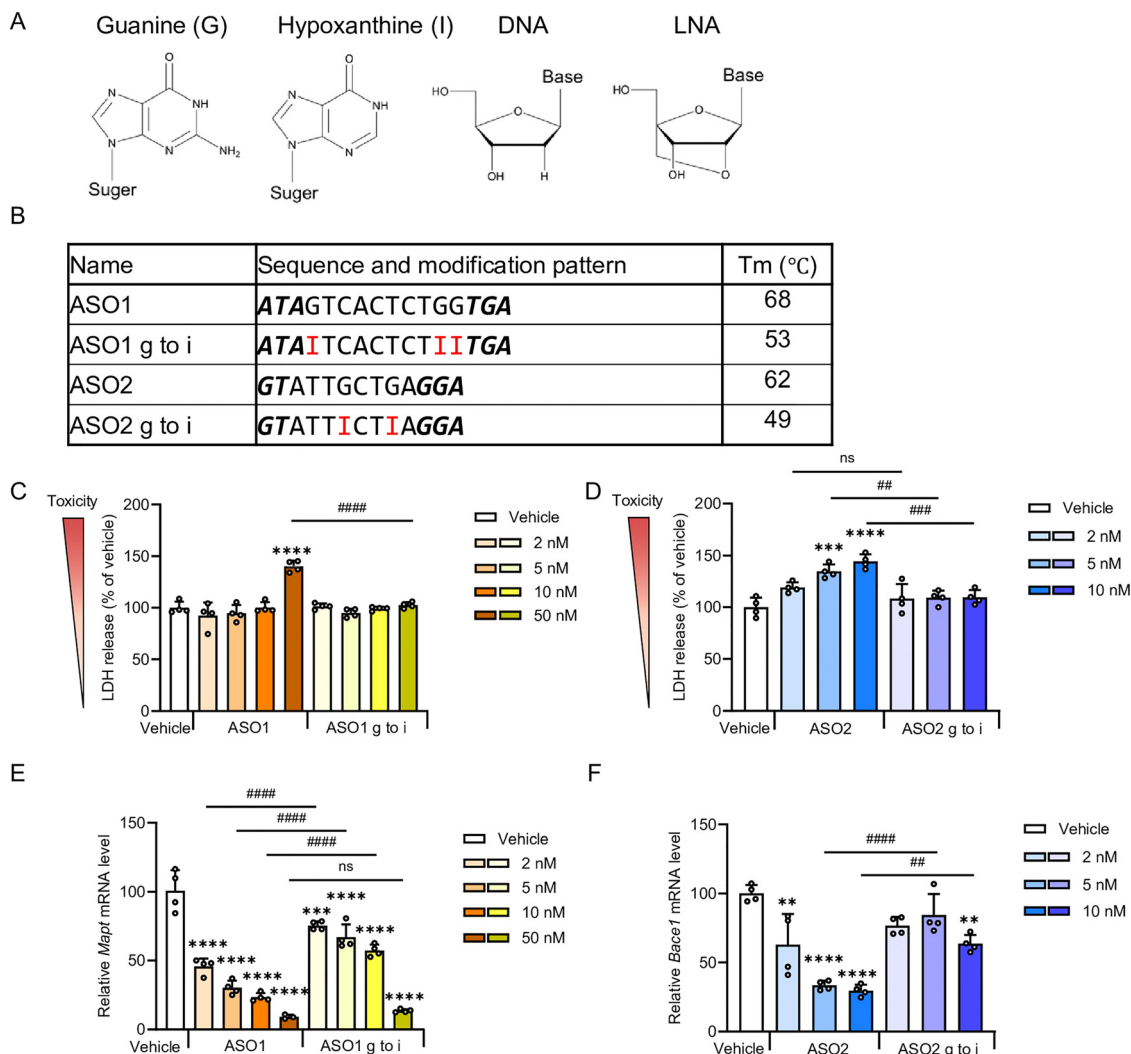 A
Guanine (G) Hypoxanthine (I) DNA LNA
O
N
NH
N
N
NH₂
Suger
O
N
NH
N
N
Suger
HO
O
Base
OH
H
HO
O
Base
OH
O
B
Name Sequence and modification pattern Tm (℃)
ASO1 ATAGTCACTCTGGTGA 68
ASO1 g to i ATAITCACTCTIITGA 53
ASO2 GTATTGCTGAGGA 62
ASO2 g to i GTATTICTIAGGA 49
C
Toxicity
LDH release (% of vehicle)
200
150
100
50
0
****
####
Vehicle ASO1 ASO1 g to i
Vehicle
2 nM
5 nM
10 nM
50 nM
D
Toxicity
LDH release (% of vehicle)
200
150
100
50
0
ns
##
###
*** ****
Vehicle ASO2 ASO2 g to i
Vehicle
2 nM
5 nM
10 nM
E
Relative Mapt mRNA level
150
100
50
0
####
####
####
ns
**** **** **** **** *** **** **** ****
Vehicle ASO1 ASO1 g to i
Vehicle
2 nM
5 nM
10 nM
50 nM
F
Relative Bace1 mRNA level
150
100
50
0
####
##
** **** **** **
Vehicle ASO2 ASO2 g to i
Vehicle
2 nM
5 nM
10 nM